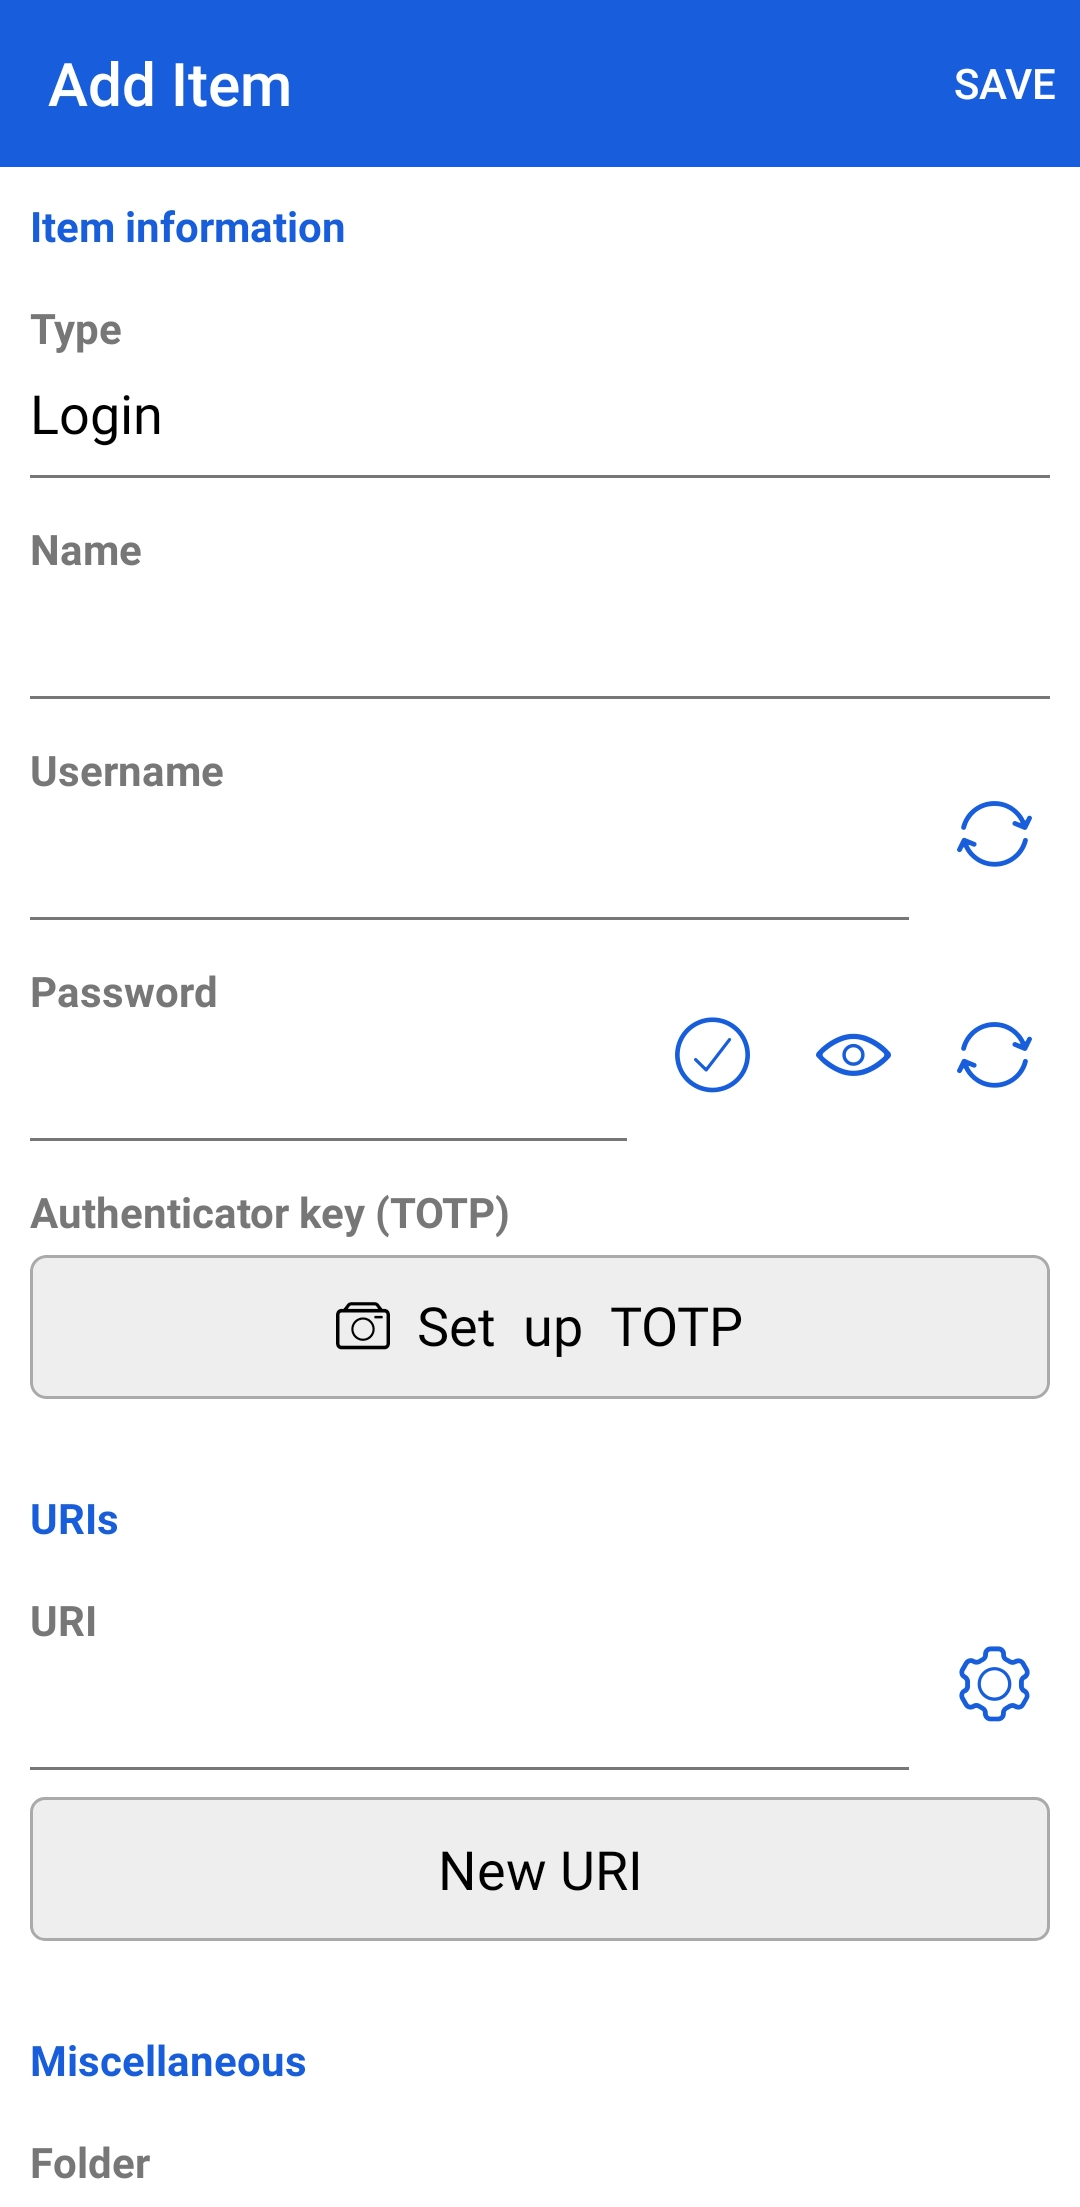 Add Item
SAVE
Item information
Type
Login
Name
Username
Password
Authenticator key (TOTP)
Set up TOTP
URIs
URI
New URI
Miscellaneous
Folder